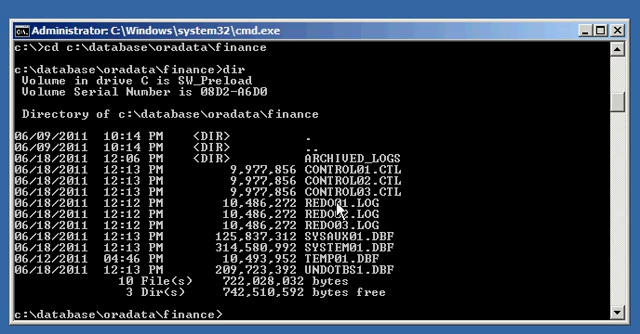 Administrator: C:\Windows\system32\cmd.exe
c:\>cd c:\database\oradata\finance
c:\database\oradata\finance>dir
Volume in drive C is SW_Preload
Volume Serial Number is 08D2-A6D0
Directory of c:\database\oradata\finance
06/09/2011 10:14 PM <DIR> .
06/09/2011 10:14 PM <DIR> ..
06/18/2011 12:06 PM <DIR> ARCHIVED_LOGS
06/18/2011 12:13 PM 9,977,856 CONTROL01.CTL
06/18/2011 12:13 PM 9,977,856 CONTROL02.CTL
06/18/2011 12:13 PM 9,977,856 CONTROL03.CTL
06/18/2011 12:12 PM 10,486,272 REDO01.LOG
06/18/2011 12:12 PM 10,486,272 REDO02.LOG
06/18/2011 12:13 PM 10,486,272 REDO03.LOG
06/18/2011 12:13 PM 125,837,312 SYSAUX01.DBF
06/18/2011 12:13 PM 314,580,992 SYSTEM01.DBF
06/12/2011 04:46 PM 10,493,952 TEMP01.DBF
06/18/2011 12:13 PM 209,723,392 UNDOTBS1.DBF
10 File(s) 722,028,032 bytes
3 Dir(s) 742,510,592 bytes free
c:\database\oradata\finance>